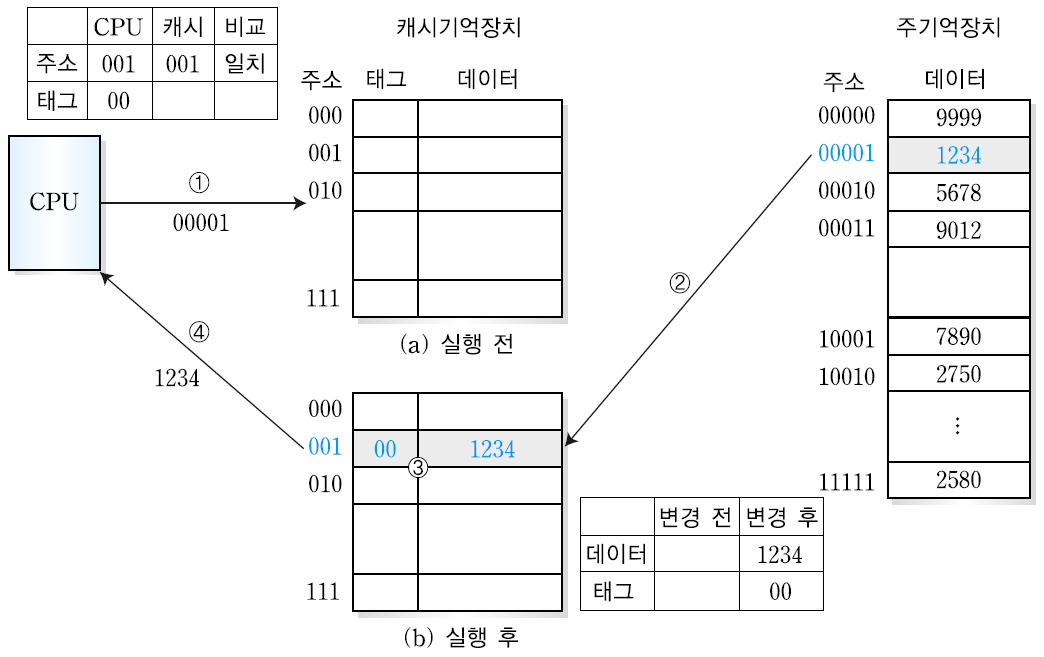 CPU 캐시 비교
주소 001 001 일치
태그 00
캐시기억장치
주기억장치
주소 태그 데이터
주소 데이터
000
001
010
111
(a) 실행 전
00000 9999
00001 1234
00010 5678
00011 9012
10001 7890
10010 2750
⋮
11111 2580
CPU
①
00001
②
④
1234
000
001 00 1234
③
010
111
(b) 실행 후
변경 전 변경 후
데이터 1234
태그 00